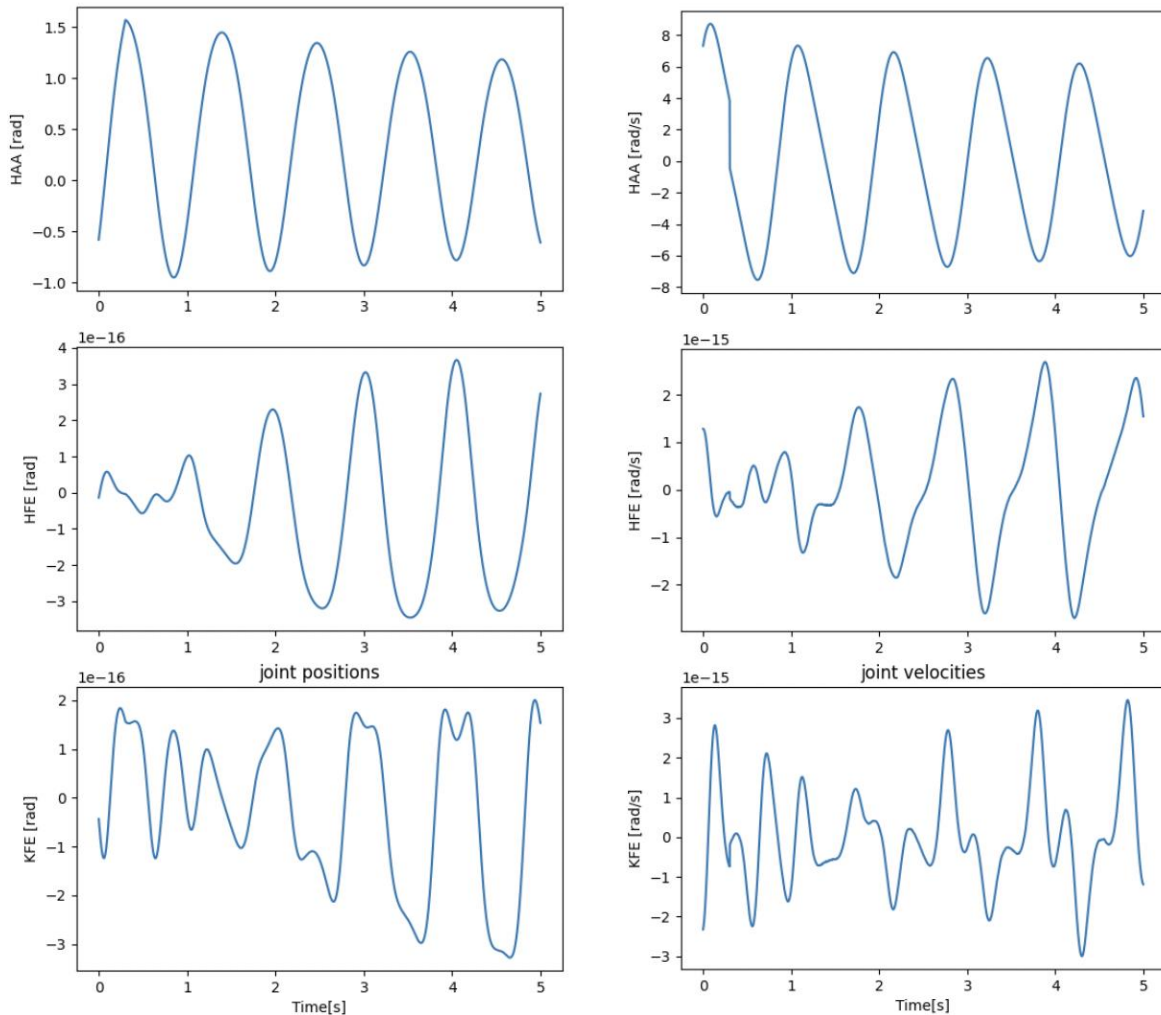 HAA [rad]
1.5
1.0
0.5
0.0
−0.5
−1.0
0 1 2 3 4 5
HAA [rad/s]
8
6
4
2
0
−2
−4
−6
−8
0 1 2 3 4 5
1e−16
HFE [rad]
4
3
2
1
0
−1
−2
−3
0 1 2 3 4 5
1e−15
HFE [rad/s]
2
1
0
−1
−2
0 1 2 3 4 5
joint positions
1e−16
KFE [rad]
2
1
0
−1
−2
−3
0 1 2 3 4 5
Time[s]
joint velocities
1e−15
KFE [rad/s]
3
2
1
0
−1
−2
−3
0 1 2 3 4 5
Time[s]